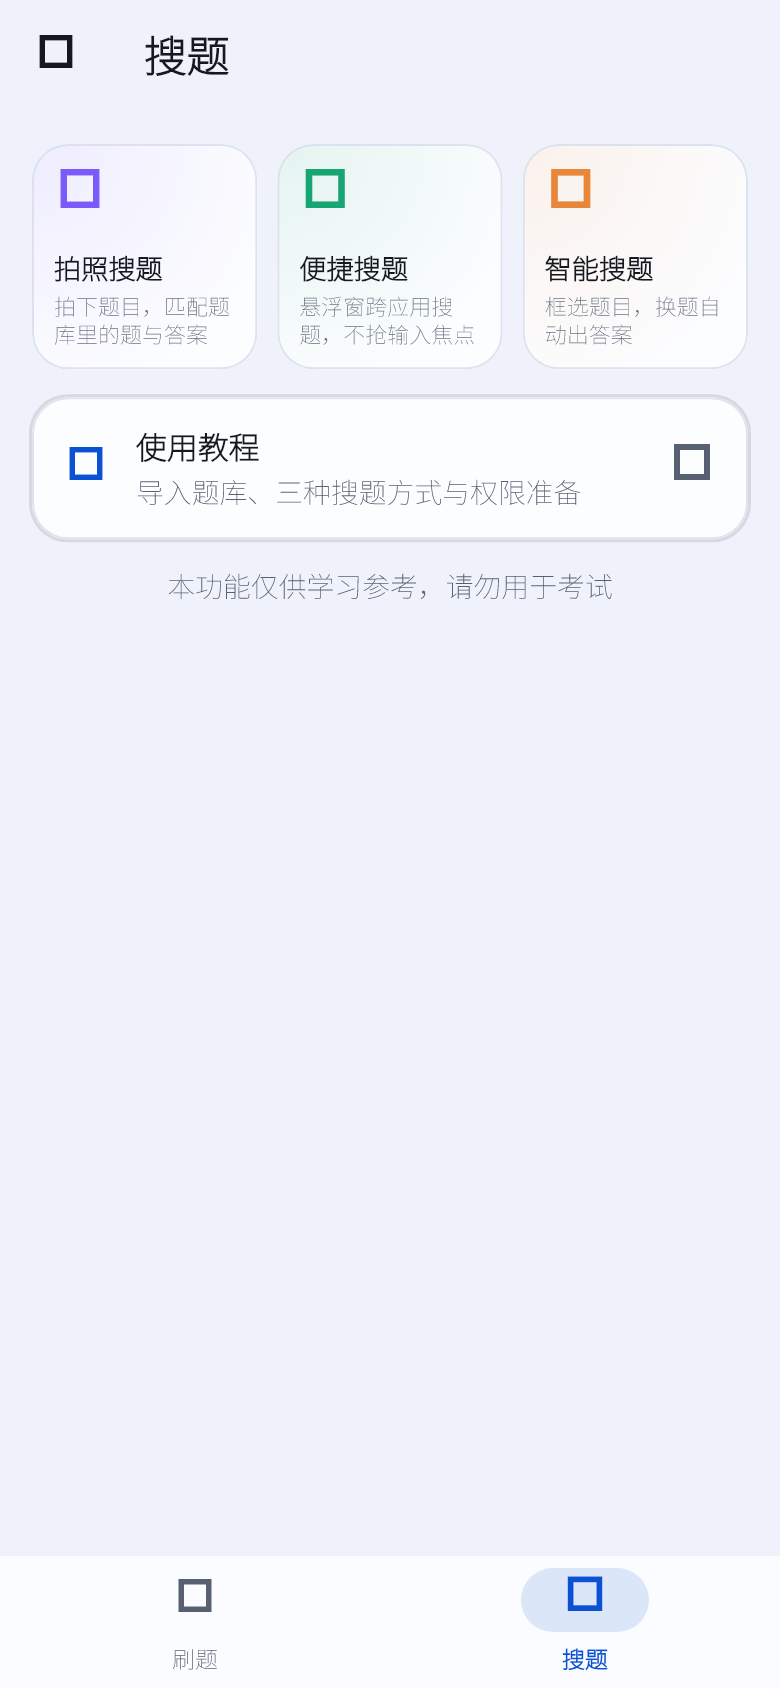 搜题
拍照搜题
拍下题目，匹配题
库里的题与答案
便捷搜题
悬浮窗跨应用搜
题，不抢输入焦点
智能搜题
框选题目，换题自
动出答案
使用教程
导入题库、三种搜题方式与权限准备
本功能仅供学习参考，请勿用于考试
刷题
搜题